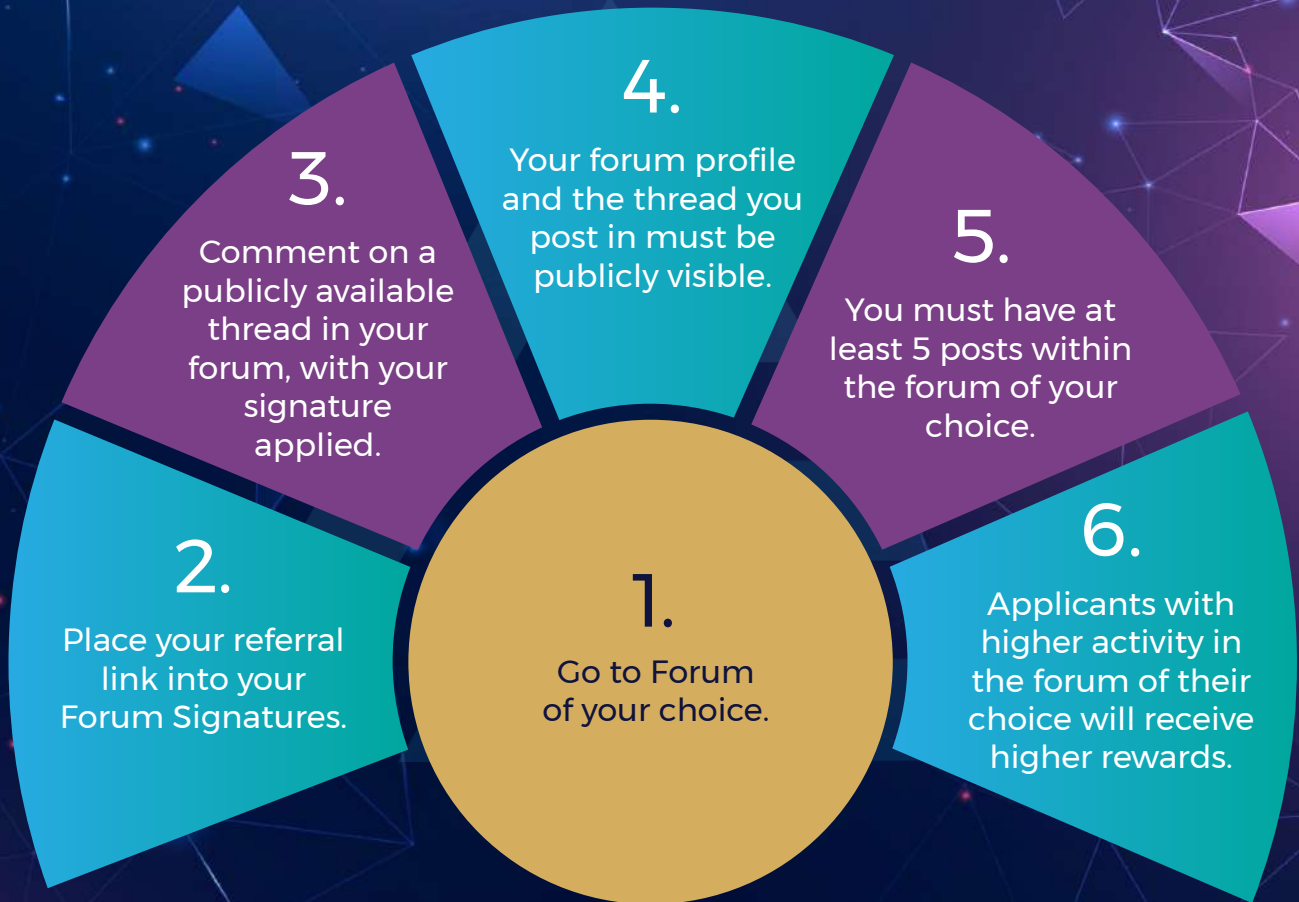 1.
Go to Forum
of your choice.
2.
Place your referral
link into your
Forum Signatures.
3.
Comment on a
publicly available
thread in your
forum, with your
signature
applied.
4.
Your forum profile
and the thread you
post in must be
publicly visible.
5.
You must have at
least 5 posts within
the forum of your
choice.
6.
Applicants with
higher activity in
the forum of their
choice will receive
higher rewards.